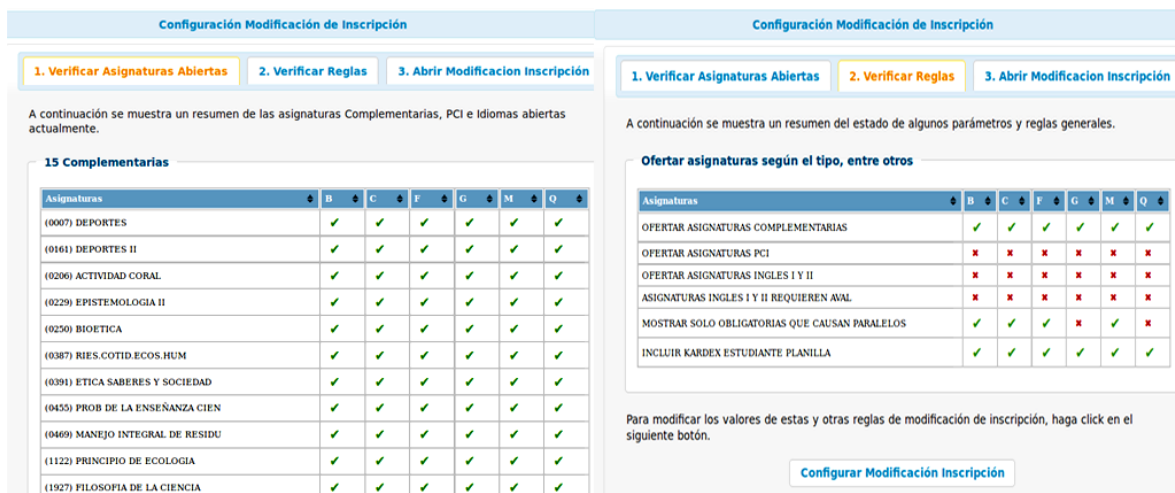 Configuración Modificación de Inscripción
1. Verificar Asignaturas Abiertas 2. Verificar Reglas 3. Abrir Modificacion Inscripción
A continuación se muestra un resumen de las asignaturas Complementarias, PCI e Idiomas abiertas
actualmente.
15 Complementarias
Asignaturas B C F G M Q
(0007) DEPORTES ✔ ✔ ✔ ✔ ✔ ✔
(0161) DEPORTES II ✔ ✔ ✔ ✔ ✔ ✔
(0206) ACTIVIDAD CORAL ✔ ✔ ✔ ✔ ✔ ✔
(0229) EPISTEMOLOGIA II ✔ ✔ ✔ ✔ ✔ ✔
(0250) BIOETICA ✔ ✔ ✔ ✔ ✔ ✔
(0387) RIES.COTID.ECOS.HUM ✔ ✔ ✔ ✔ ✔ ✔
(0391) ETICA SABERES Y SOCIEDAD ✔ ✔ ✔ ✔ ✔ ✔
(0455) PROB DE LA ENSEÑANZA CIEN ✔ ✔ ✔ ✔ ✔ ✔
(0469) MANEJO INTEGRAL DE RESIDU ✔ ✔ ✔ ✔ ✔ ✔
(1122) PRINCIPIO DE ECOLOGIA ✔ ✔ ✔ ✔ ✔ ✔
(1927) FILOSOFIA DE LA CIENCIA ✔ ✔ ✔ ✔ ✔ ✔
Configuración Modificación de Inscripción
1. Verificar Asignaturas Abiertas 2. Verificar Reglas 3. Abrir Modificacion Inscripción
A continuación se muestra un resumen del estado de algunos parámetros y reglas generales.
Ofertar asignaturas según el tipo, entre otros
Asignaturas B C F G M Q
OFERTAR ASIGNATURAS COMPLEMENTARIAS ✔ ✔ ✔ ✔ ✔ ✔
OFERTAR ASIGNATURAS PCI ✘ ✘ ✘ ✘ ✘ ✘
OFERTAR ASIGNATURAS INGLES I Y II ✘ ✘ ✘ ✘ ✘ ✘
ASIGNATURAS INGLES I Y II REQUIEREN AVAL ✘ ✘ ✘ ✘ ✘ ✘
MOSTRAR SOLO OBLIGATORIAS QUE CAUSAN PARALELOS ✔ ✔ ✔ ✘ ✔ ✘
INCLUIR KARDEX ESTUDIANTE PLANILLA ✔ ✔ ✔ ✔ ✔ ✔
Para modificar los valores de estas y otras reglas de modificación de inscripción, haga click en el
siguiente botón.
Configurar Modificación Inscripción